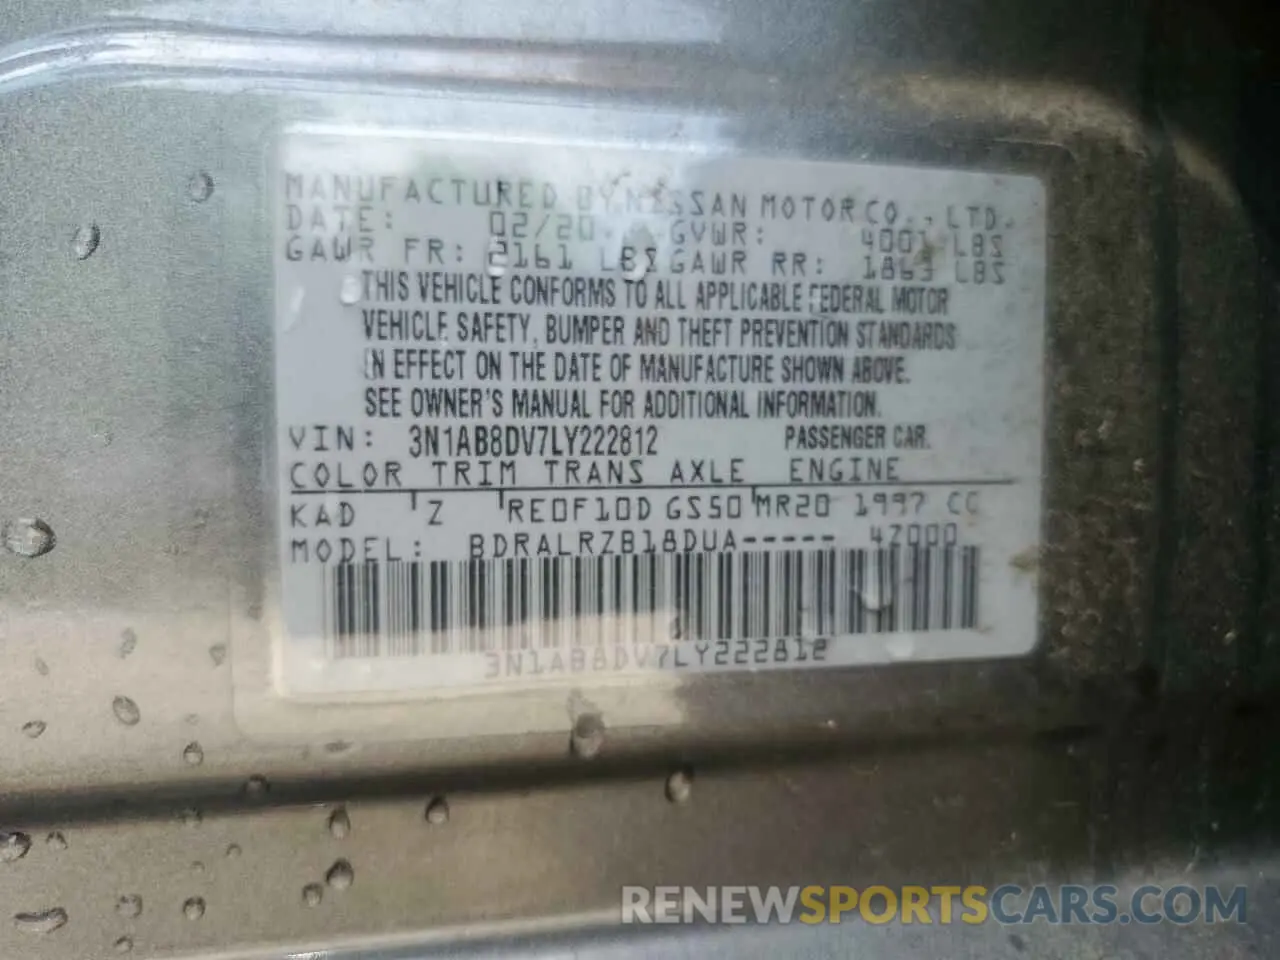 MANUFACTURED BY NISSAN MOTOR CO., LTD.
DATE: 02/20 GVWR: 4001 LBS
GAWR FR: 2161 LBS GAWR RR: 1863 LBS
THIS VEHICLE CONFORMS TO ALL APPLICABLE FEDERAL MOTOR
VEHICLE SAFETY, BUMPER AND THEFT PREVENTION STANDARDS
IN EFFECT ON THE DATE OF MANUFACTURE SHOWN ABOVE.
SEE OWNER'S MANUAL FOR ADDITIONAL INFORMATION.
VIN: 3N1AB8DV7LY222812 PASSENGER CAR.
COLOR TRIM TRANS AXLE ENGINE
KAD Z RE0F10D GS50 MR20 1997 CC
MODEL: BDRALRZB18DUA----- 4Z000
3N1AB8DV7LY222812
RENEWSPORTSCARS.COM